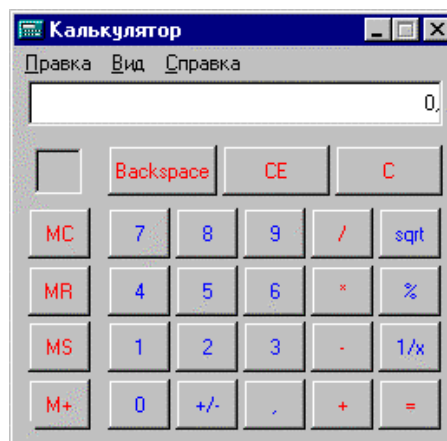 Калькулятор
Правка Вид Справка
0,
Backspace CE C
MC 7 8 9 / sqrt
MR 4 5 6 * %
MS 1 2 3 - 1/x
M+ 0 +/- , + =